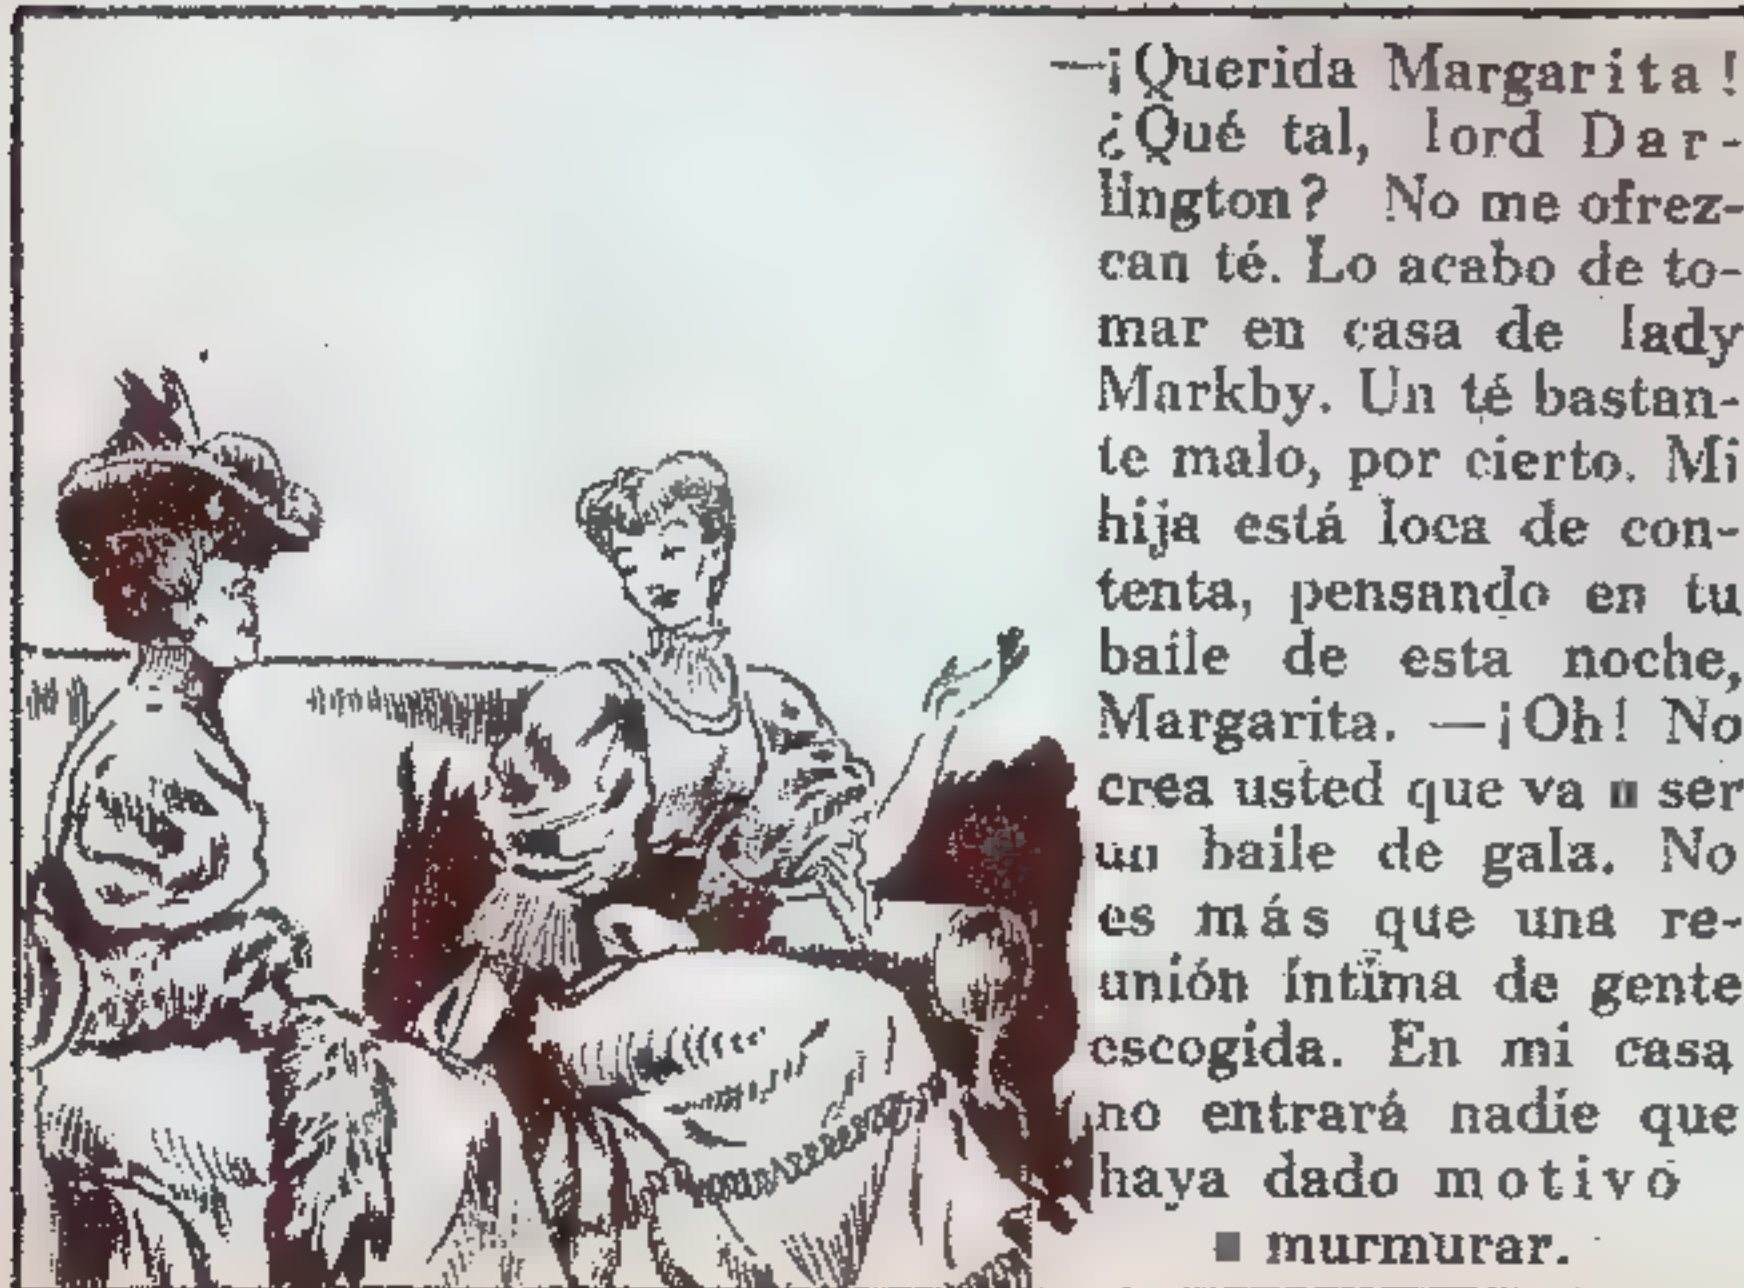 —¡Querida Margarita!
¿Qué tal, lord Dar-
lington? No me ofrez-
can té. Lo acabo de to-
mar en casa de lady
Markby. Un té bastan-
te malo, por cierto. Mi
hija está loca de con-
tenta, pensando en tu
baile de esta noche,
Margarita. —¡Oh! No
crea usted que va a ser
un baile de gala. No
es más que una re-
unión íntima de gente
escogida. En mi casa
no entrará nadie que
haya dado motivo
a murmurar.